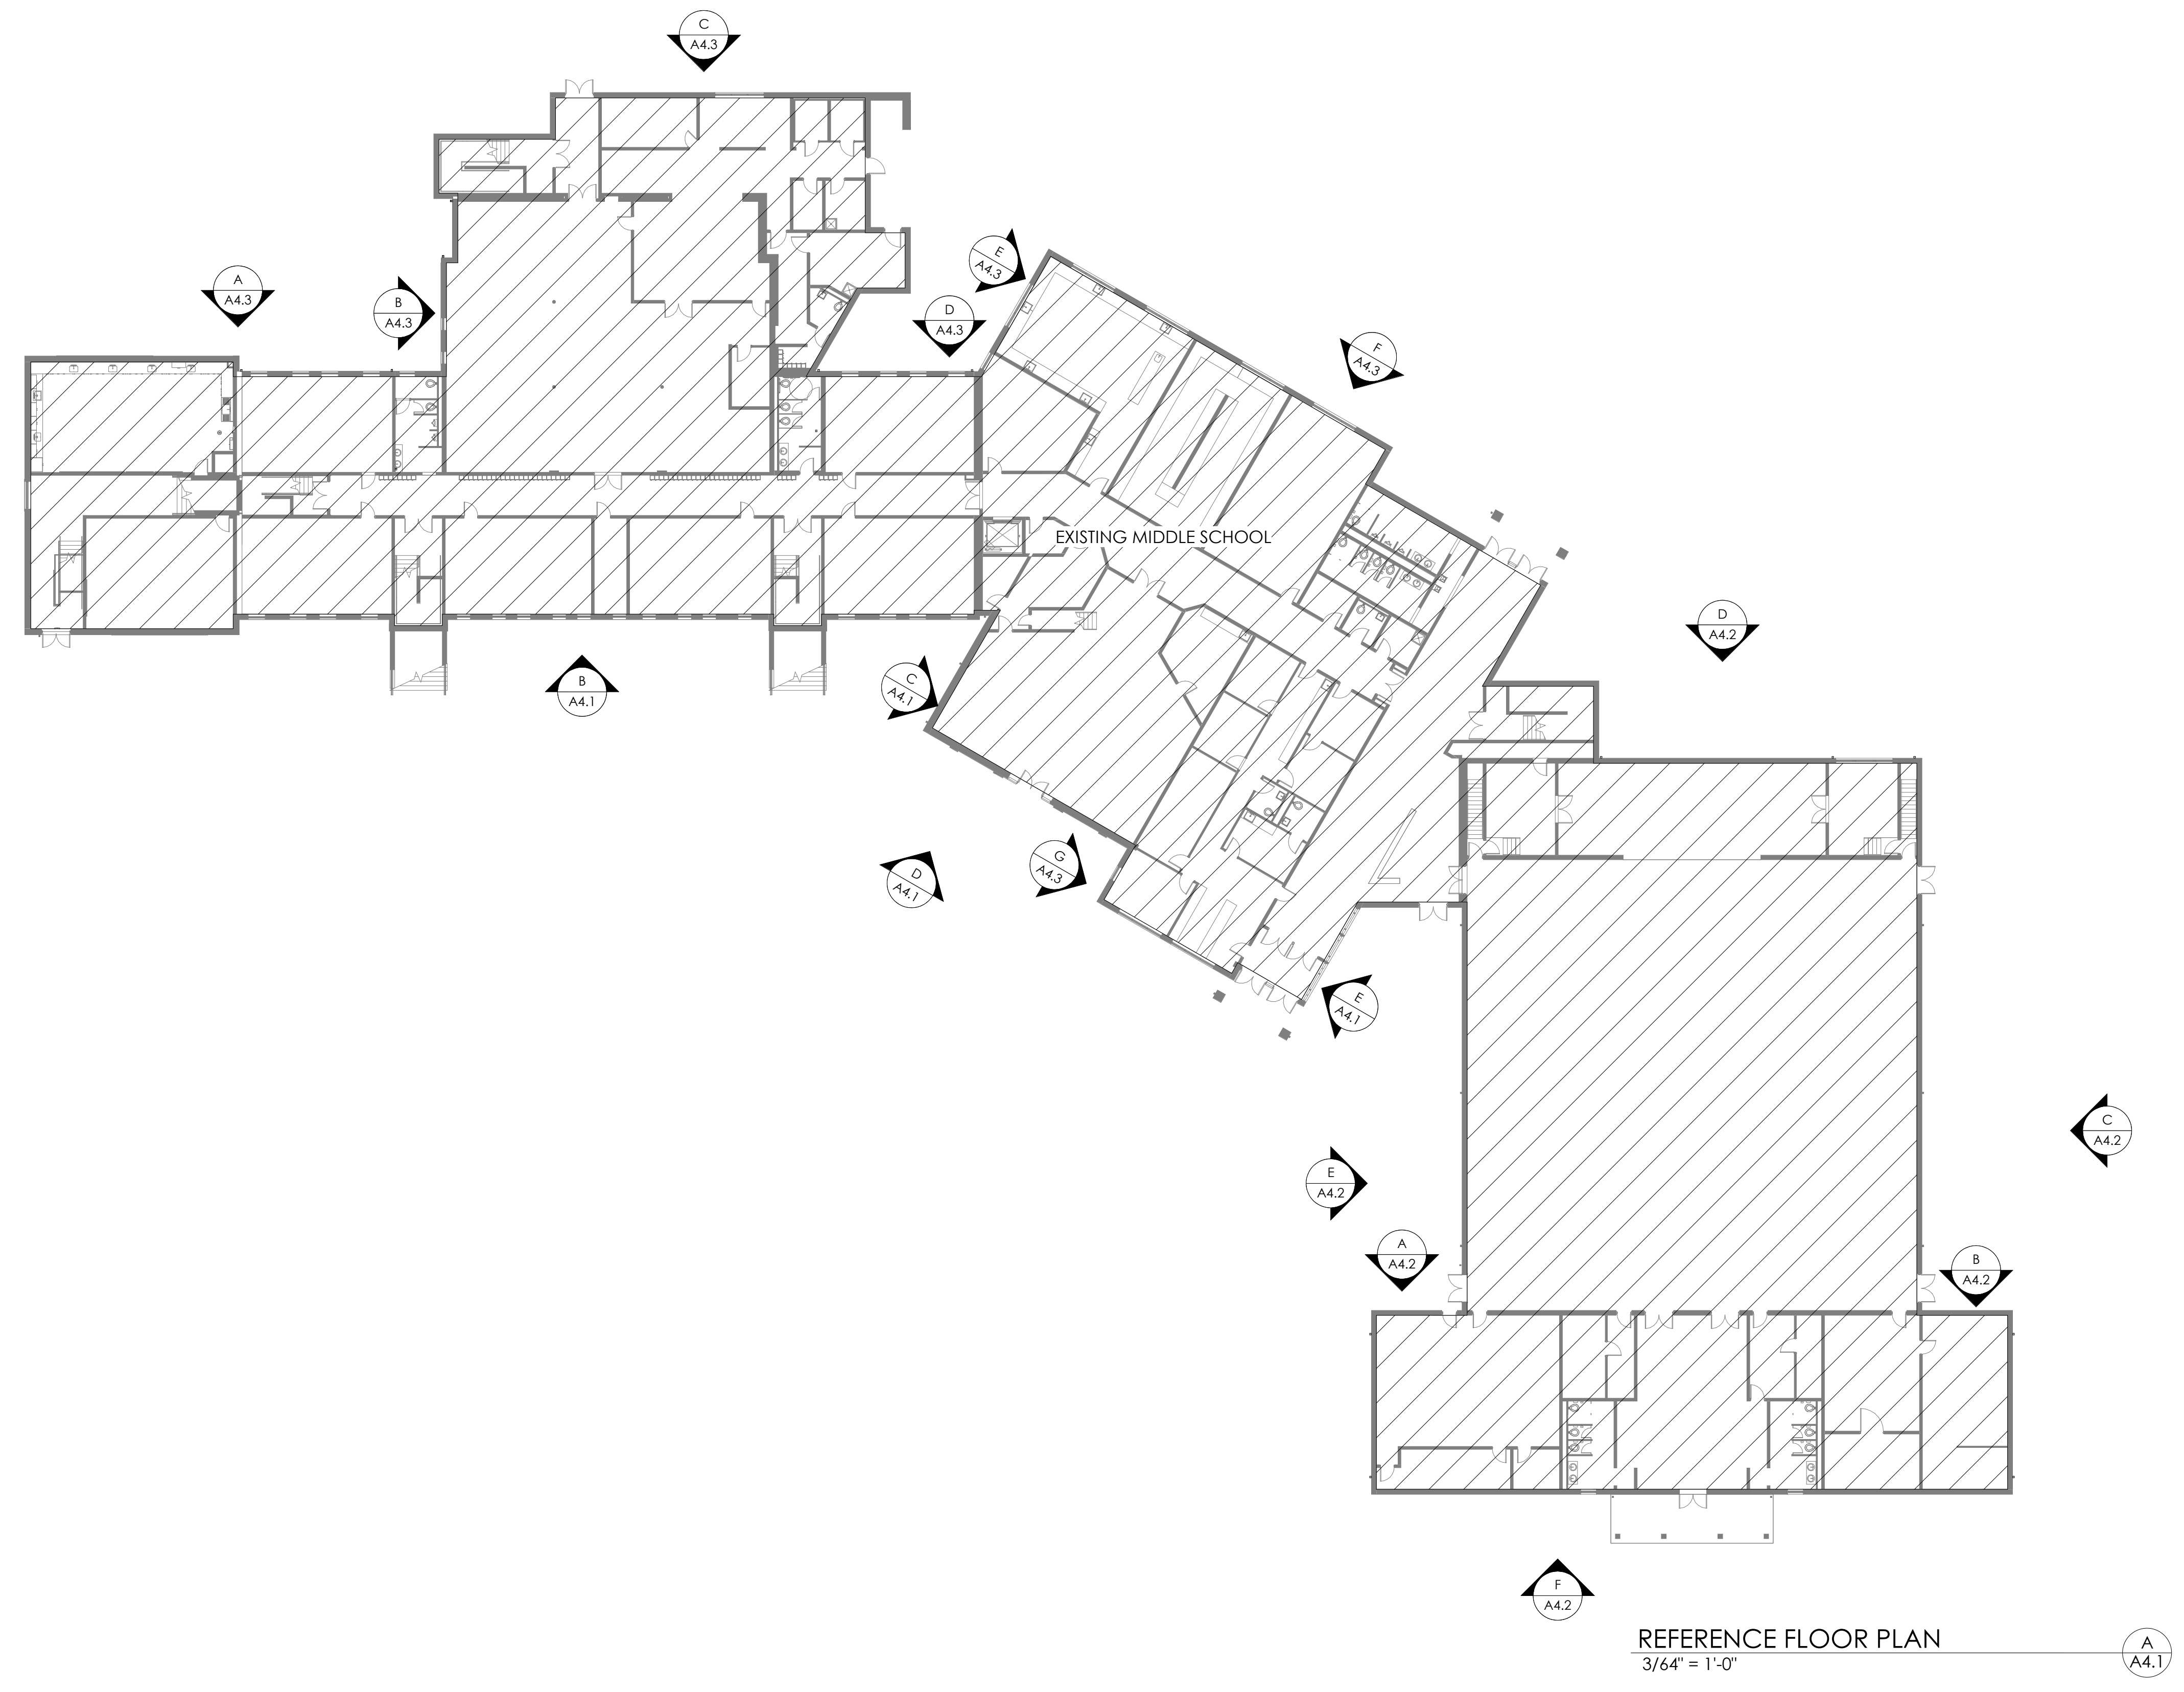 C
A4.3
E
A4.3
A
A4.3
B
A4.3
D
A4.3
F
A4.3
EXISTING MIDDLE SCHOOL
D
A4.2
B
A4.1
C
A4.1
D
A4.1
G
A4.3
E
A4.1
C
A4.2
E
A4.2
A
A4.2
B
A4.2
F
A4.2
REFERENCE FLOOR PLAN
3/64" = 1'-0"
A
A4.1